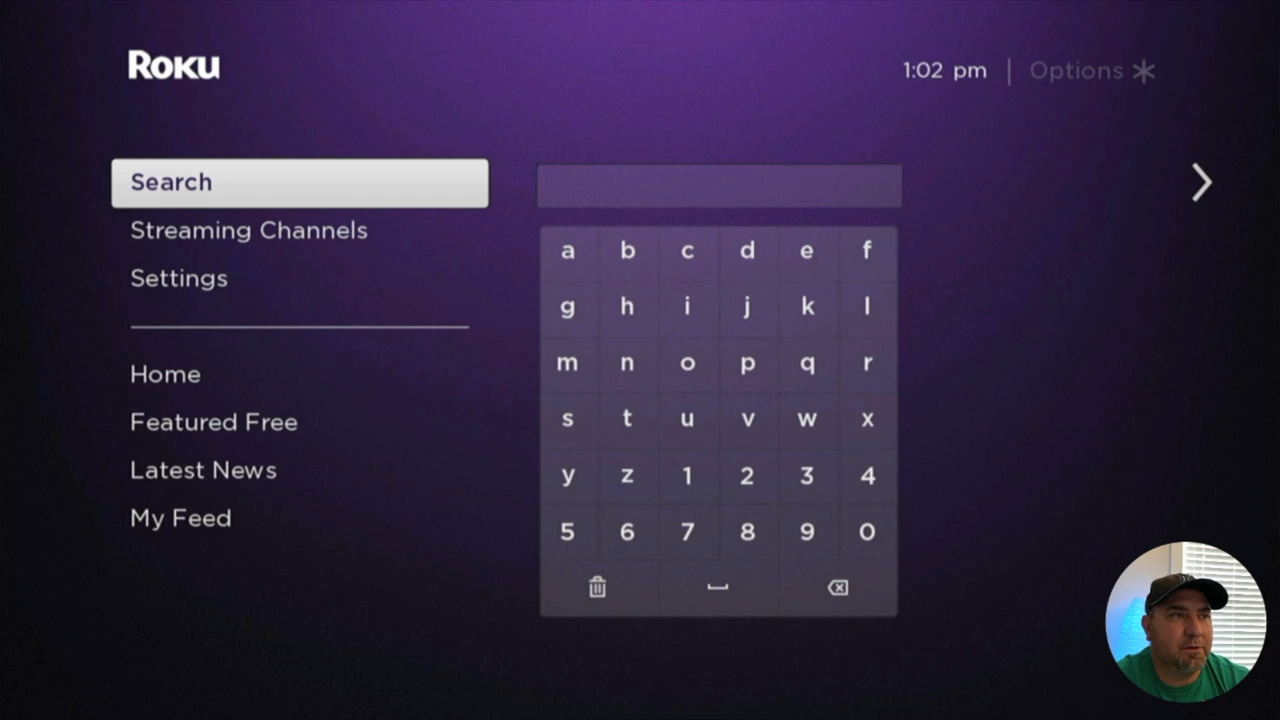 Roku
1:02 pm | Options
Search
Streaming Channels
Settings
Home
Featured Free
Latest News
My Feed
a b c d e f
g h i j k l
m n o p q r
s t u v w x
y z 1 2 3 4
5 6 7 8 9 0